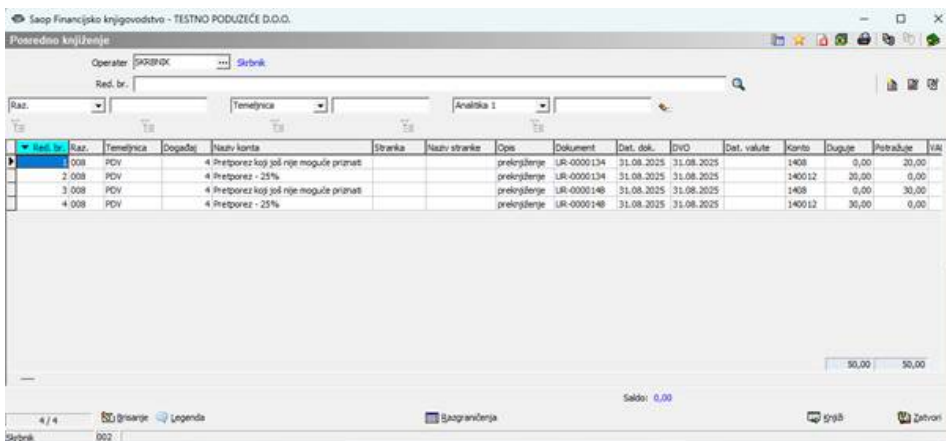 Saop Financijsko knjigovodstvo - TESTNO PODUZEĆE D.O.O.
Posredno knjiženje
Operater SKRBNIK ... Skrbnik
Red. br.
Raz. Temeljnica Analitika 1
Red. br. Raz. Temeljnica Događaj Naziv konta Stranka Naziv stranke Opis Dokument Dat. dok. DVO Dat. valute Konto Duguje Potražuje
1 008 PDV 4 Pretporez koji još nije moguće priznati preknjiženje UR-0000134 31.08.2025 31.08.2025 1408 0,00 20,00
2 008 PDV 4 Pretporez - 25% preknjiženje UR-0000134 31.08.2025 31.08.2025 140012 20,00 0,00
3 008 PDV 4 Pretporez koji još nije moguće priznati preknjiženje UR-0000148 31.08.2025 31.08.2025 1408 0,00 30,00
4 008 PDV 4 Pretporez - 25% preknjiženje UR-0000148 31.08.2025 31.08.2025 140012 30,00 0,00
50,00 50,00
Saldo: 0,00
4/4 Brisanje Legenda Razgraničenja Knjiži Zatvori
Skrbnik 002